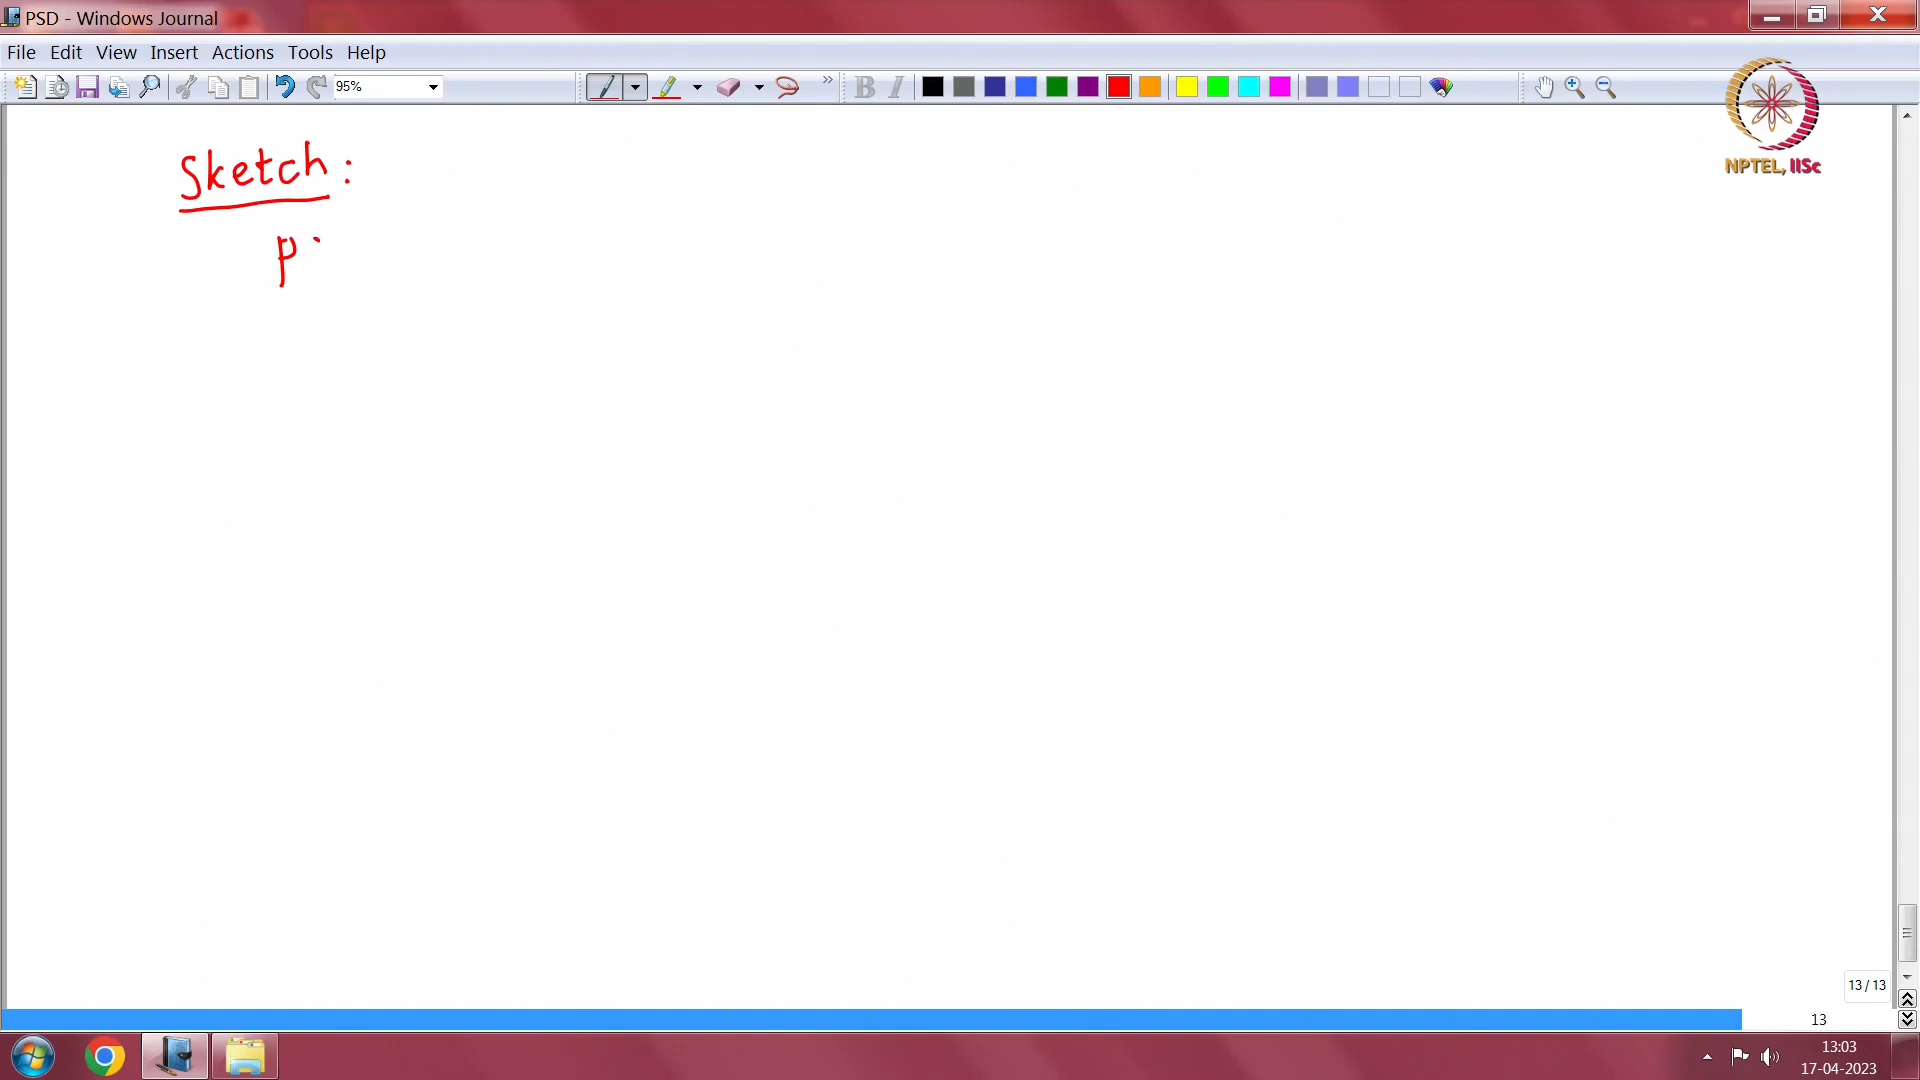 PSD - Windows Journal
File Edit View Insert Actions Tools Help
95%
B I
NPTEL, IISc
Sketch :
p
13 / 13
13
13:03
17-04-2023